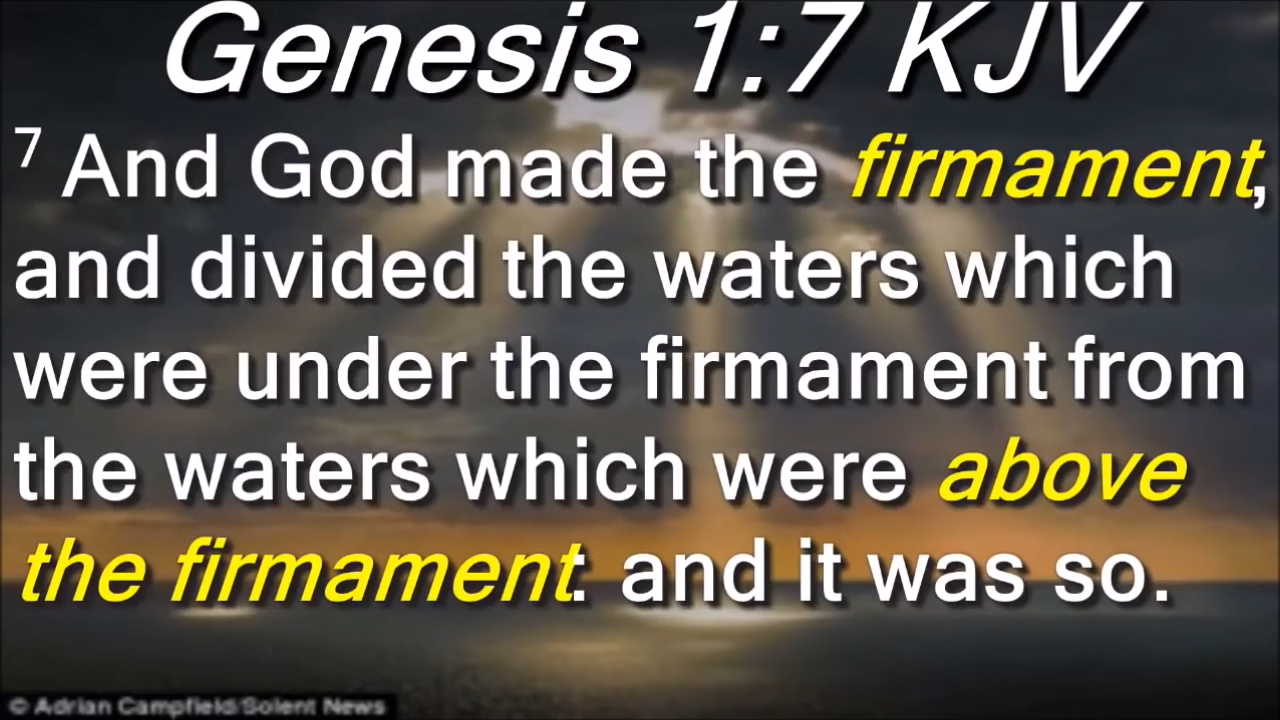 Genesis 1:7 KJV
7 And God made the firmament,
and divided the waters which
were under the firmament from
the waters which were above
the firmament: and it was so.
© Adrian Campfield/Solent News